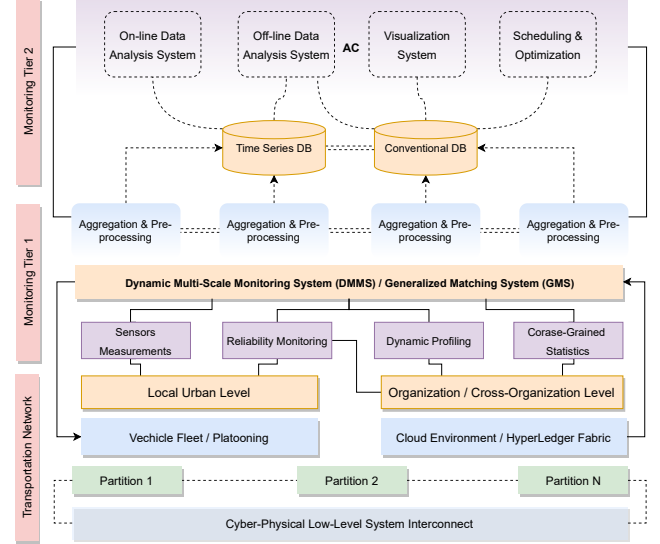 Monitoring Tier 2
On-line Data
Analysis System
Off-line Data
Analysis System
AC
Visualization
System
Scheduling &
Optimization
Time Series DB
Conventional DB
Monitoring Tier 1
Aggregation & Pre-
processing
Aggregation & Pre-
processing
Aggregation & Pre-
processing
Aggregation & Pre-
processing
Dynamic Multi-Scale Monitoring System (DMMS) / Generalized Matching System (GMS)
Sensors
Measurements
Reliability Monitoring
Dynamic Profiling
Corase-Grained
Statistics
Transportation Network
Local Urban Level
Organization / Cross-Organization Level
Vechicle Fleet / Platooning
Cloud Environment / HyperLedger Fabric
Partition 1
Partition 2
Partition N
Cyber-Physical Low-Level System Interconnect